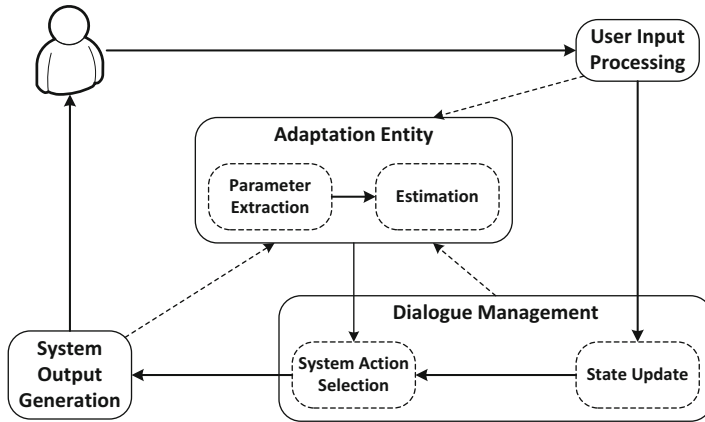 User Input
Processing
Adaptation Entity
Parameter
Extraction
Estimation
Dialogue Management
System
Output
Generation
System Action
Selection
State Update